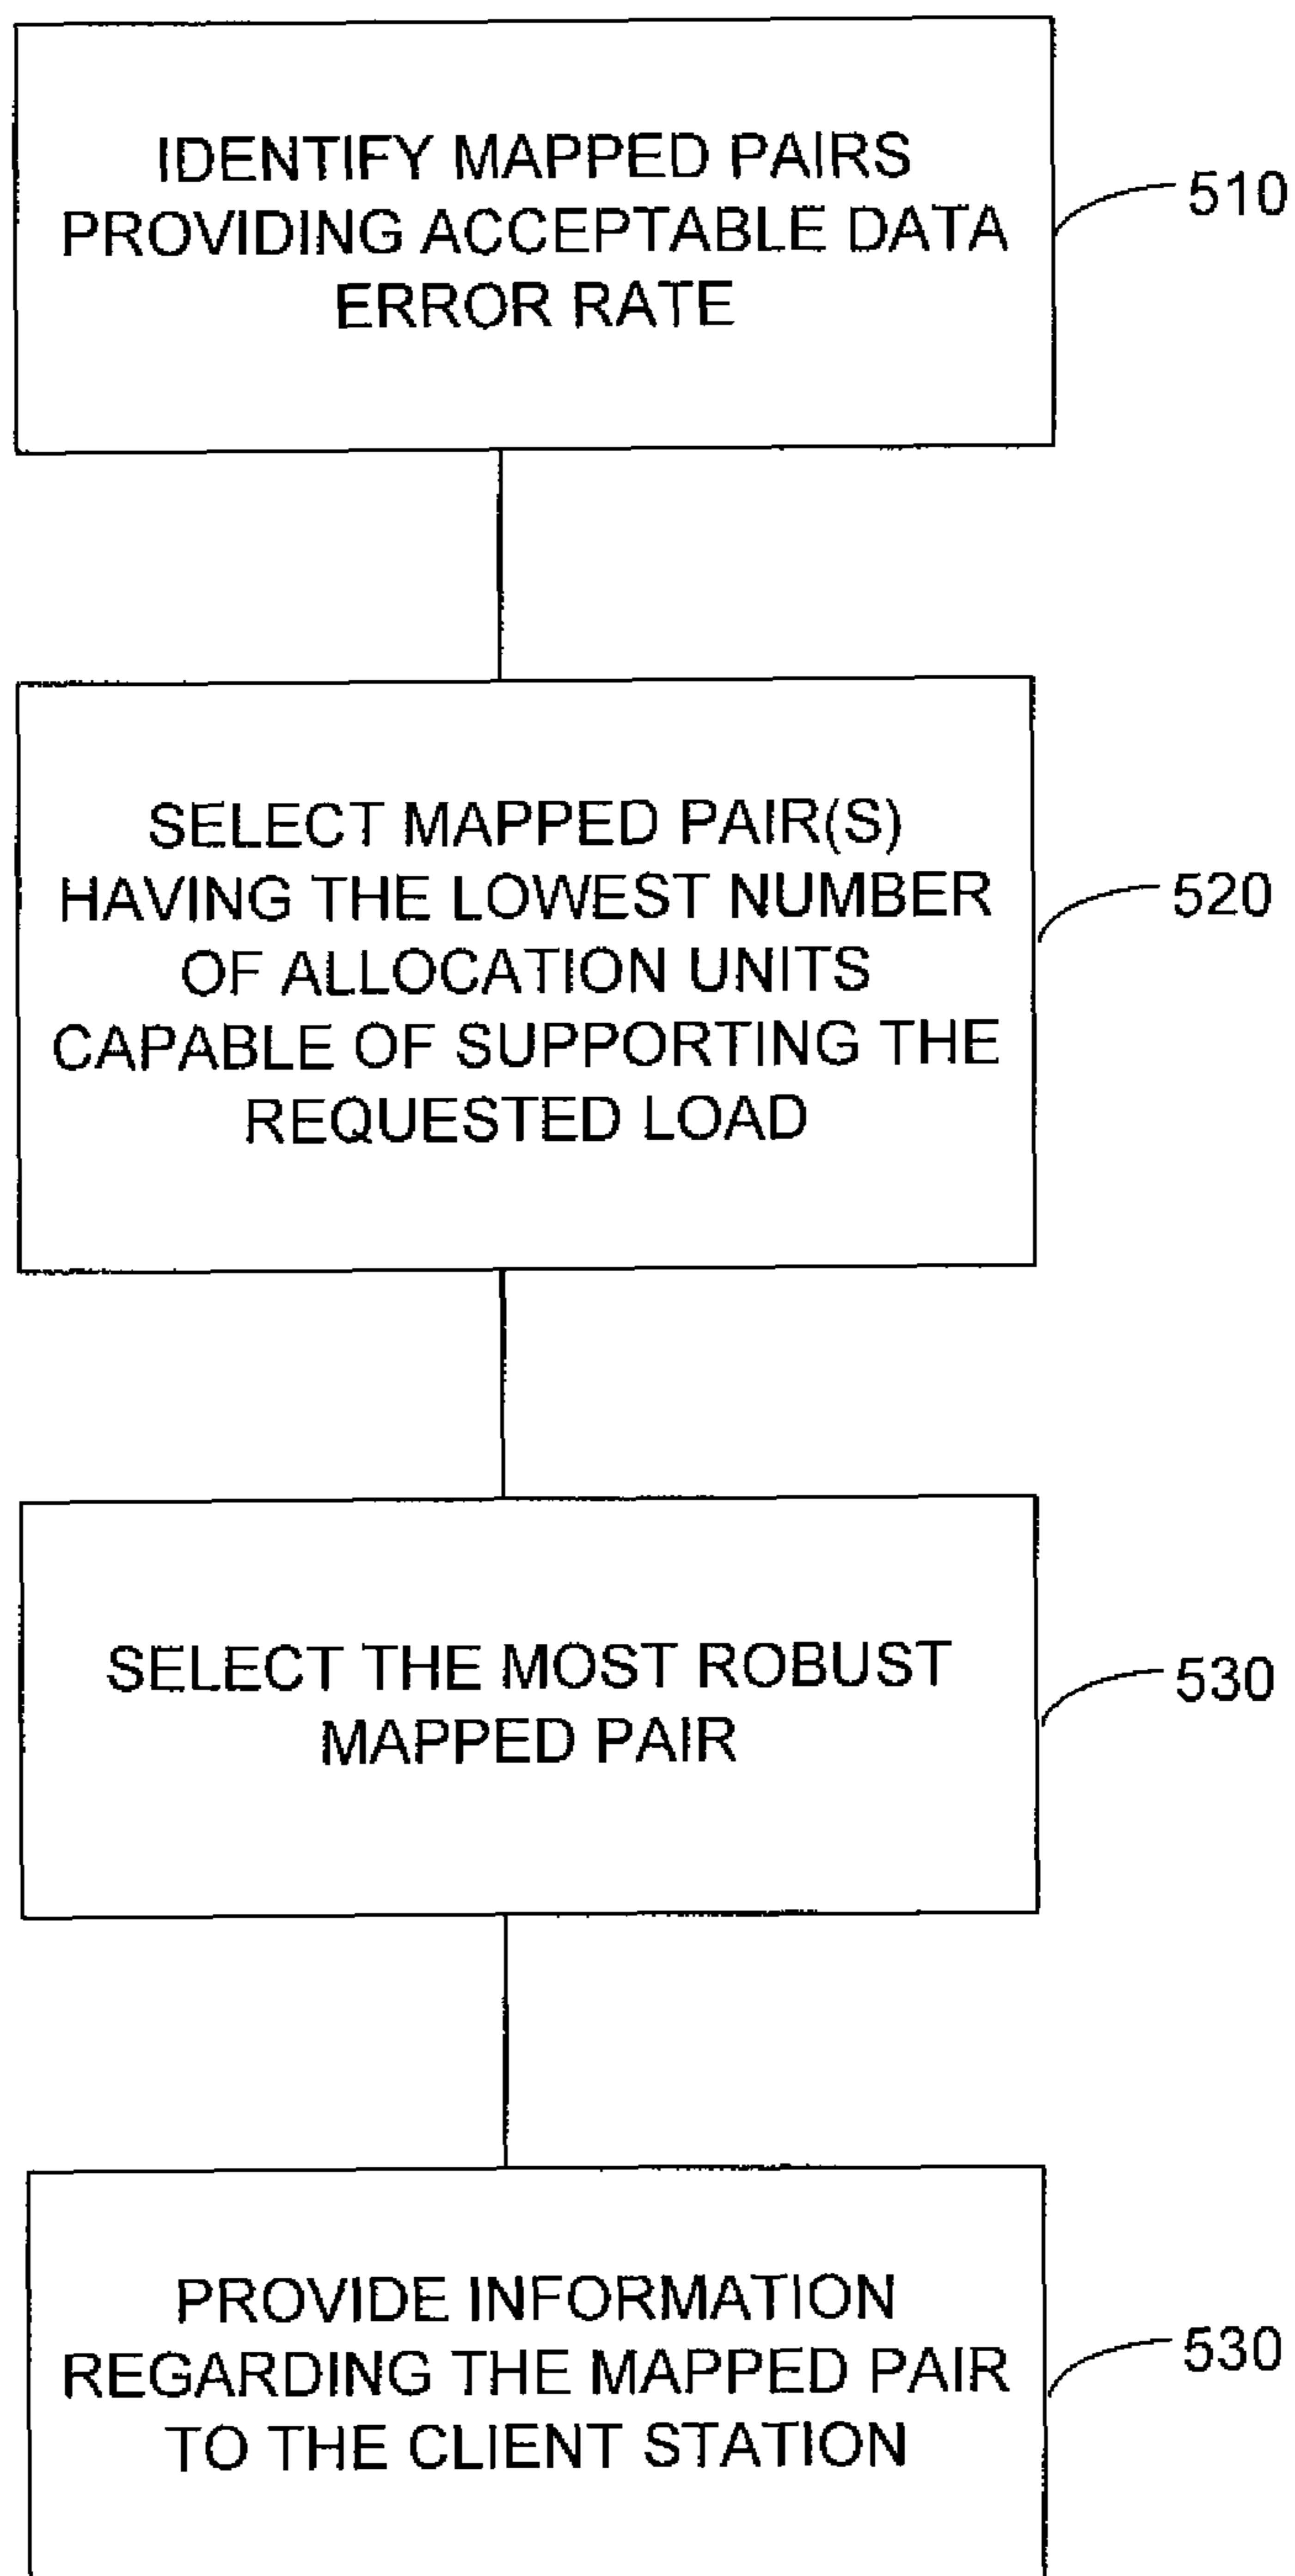 IDENTIFY MAPPED PAIRS
PROVIDING ACCEPTABLE DATA
ERROR RATE
510
SELECT MAPPED PAIR(S)
HAVING THE LOWEST NUMBER
OF ALLOCATION UNITS
CAPABLE OF SUPPORTING THE
REQUESTED LOAD
520
SELECT THE MOST ROBUST
MAPPED PAIR
530
PROVIDE INFORMATION
REGARDING THE MAPPED PAIR
TO THE CLIENT STATION
530